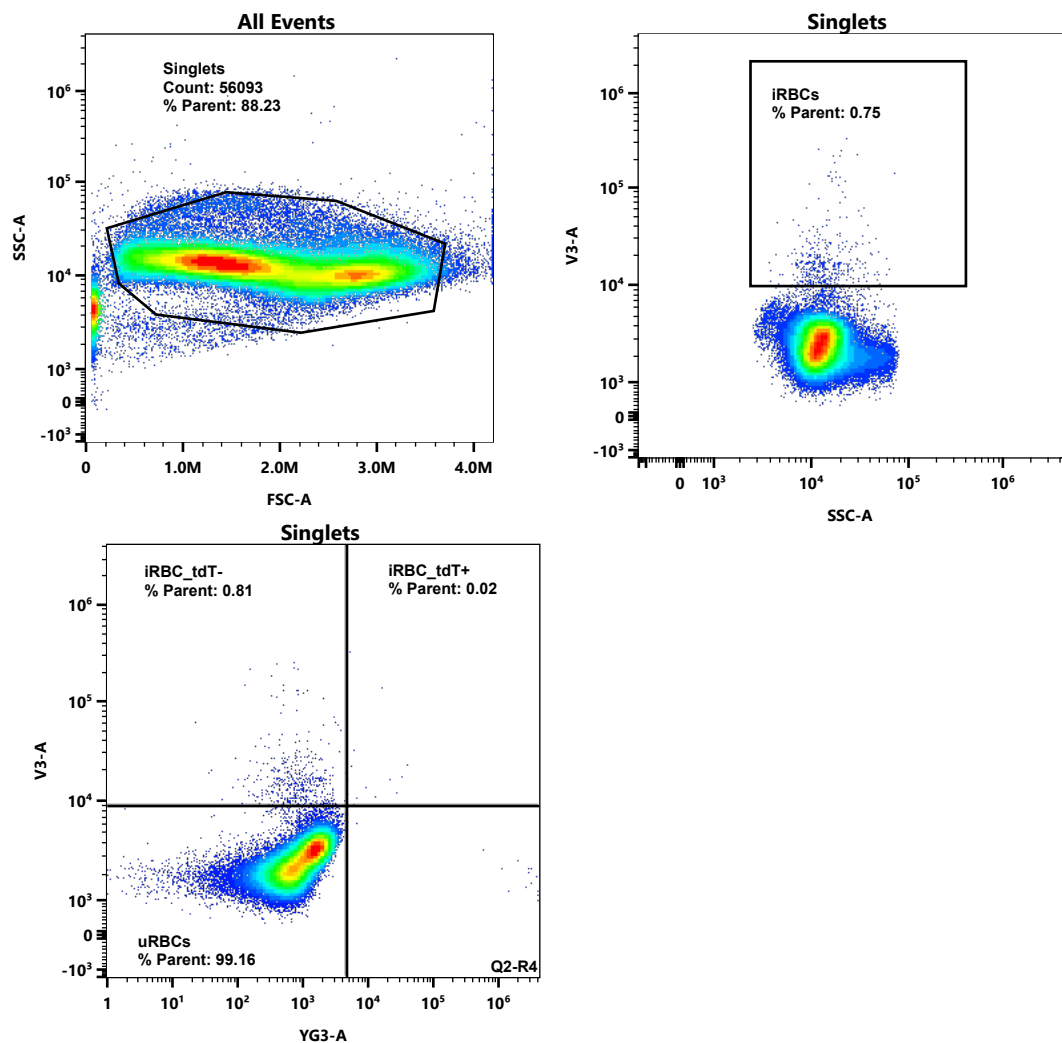 All Events
Singlets
Count: 56093
% Parent: 88.23
10⁶
10⁵
10⁴
10³
0
-10³
SSC-A
0
1.0M
2.0M
3.0M
4.0M
FSC-A
Singlets
iRBCs
% Parent: 0.75
10⁶
10⁵
10⁴
10³
0
-10³
V3-A
0
10³
10⁴
10⁵
10⁶
SSC-A
Singlets
iRBC_tdT-
% Parent: 0.81
iRBC_tdT+
% Parent: 0.02
10⁶
10⁵
10⁴
10³
0
-10³
V3-A
uRBCs
% Parent: 99.16
Q2-R4
1
10¹
10²
10³
10⁴
10⁵
10⁶
YG3-A